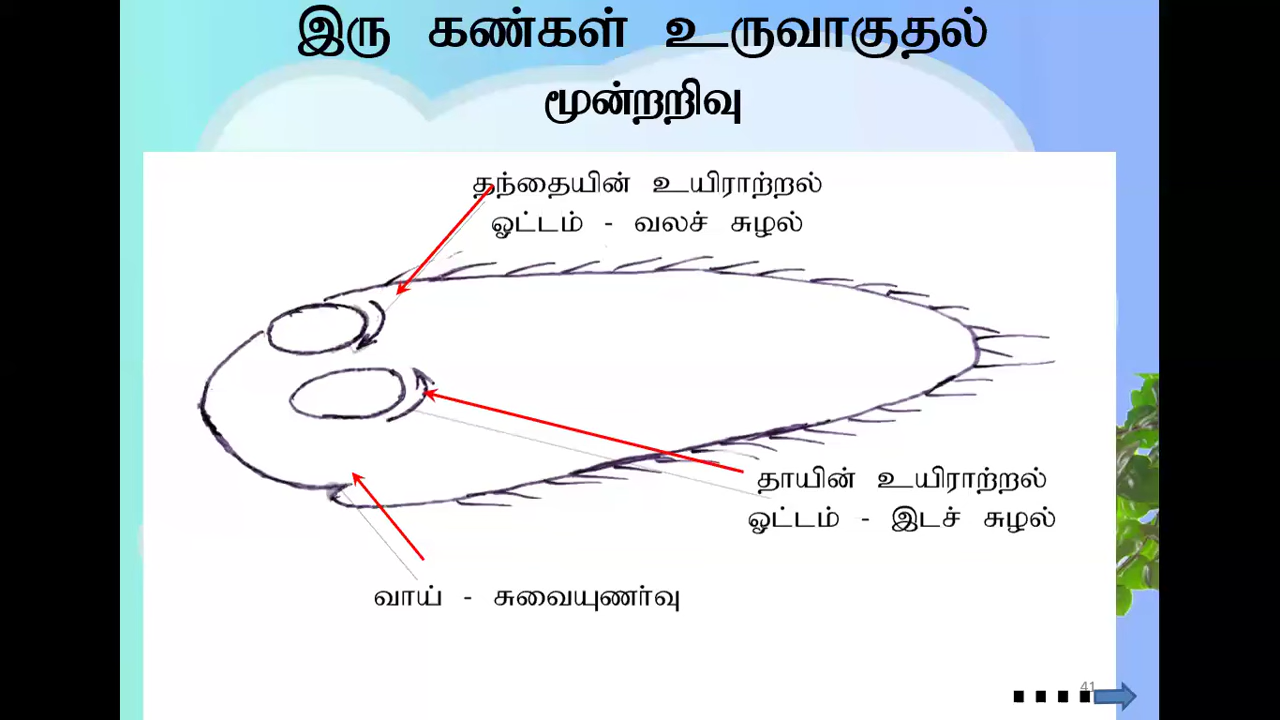 இரு கண்கள் உருவாகுதல்
மூன்றறிவு
தந்தையின் உயிராற்றல்
ஓட்டம் - வலச் சுழல்
தாயின் உயிராற்றல்
ஓட்டம் - இடச் சுழல்
வாய் - சுவையுணர்வு
41